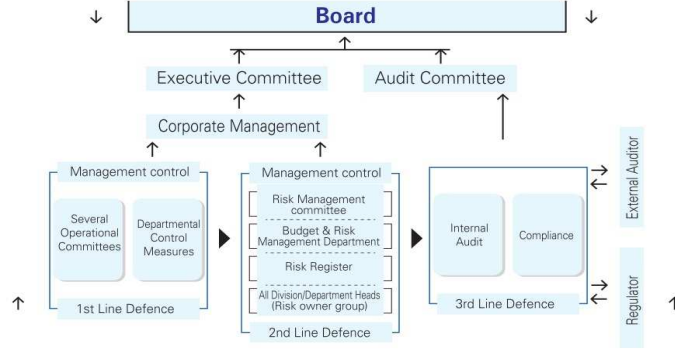 Board
Executive Committee
Audit Committee
Corporate Management
Management control
Several
Operational
Committees
Departmental
Control
Measures
1st Line Defence
Management control
Risk Management
committee
Budget & Risk
Management Department
Risk Register
All Division/Department Heads
(Risk owner group)
2nd Line Defence
Internal
Audit
Compliance
3rd Line Defence
External Auditor
Regulator